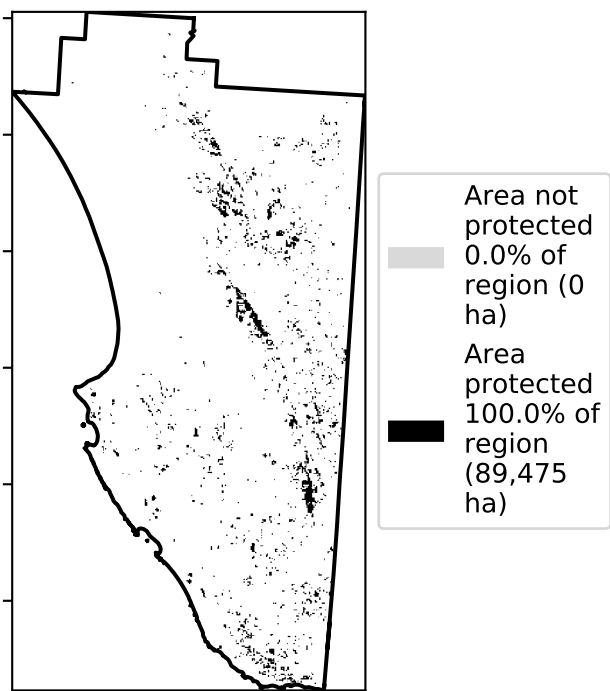 Area not
protected
0.0% of
region (0
ha)
Area
protected
100.0% of
region
(89,475
ha)